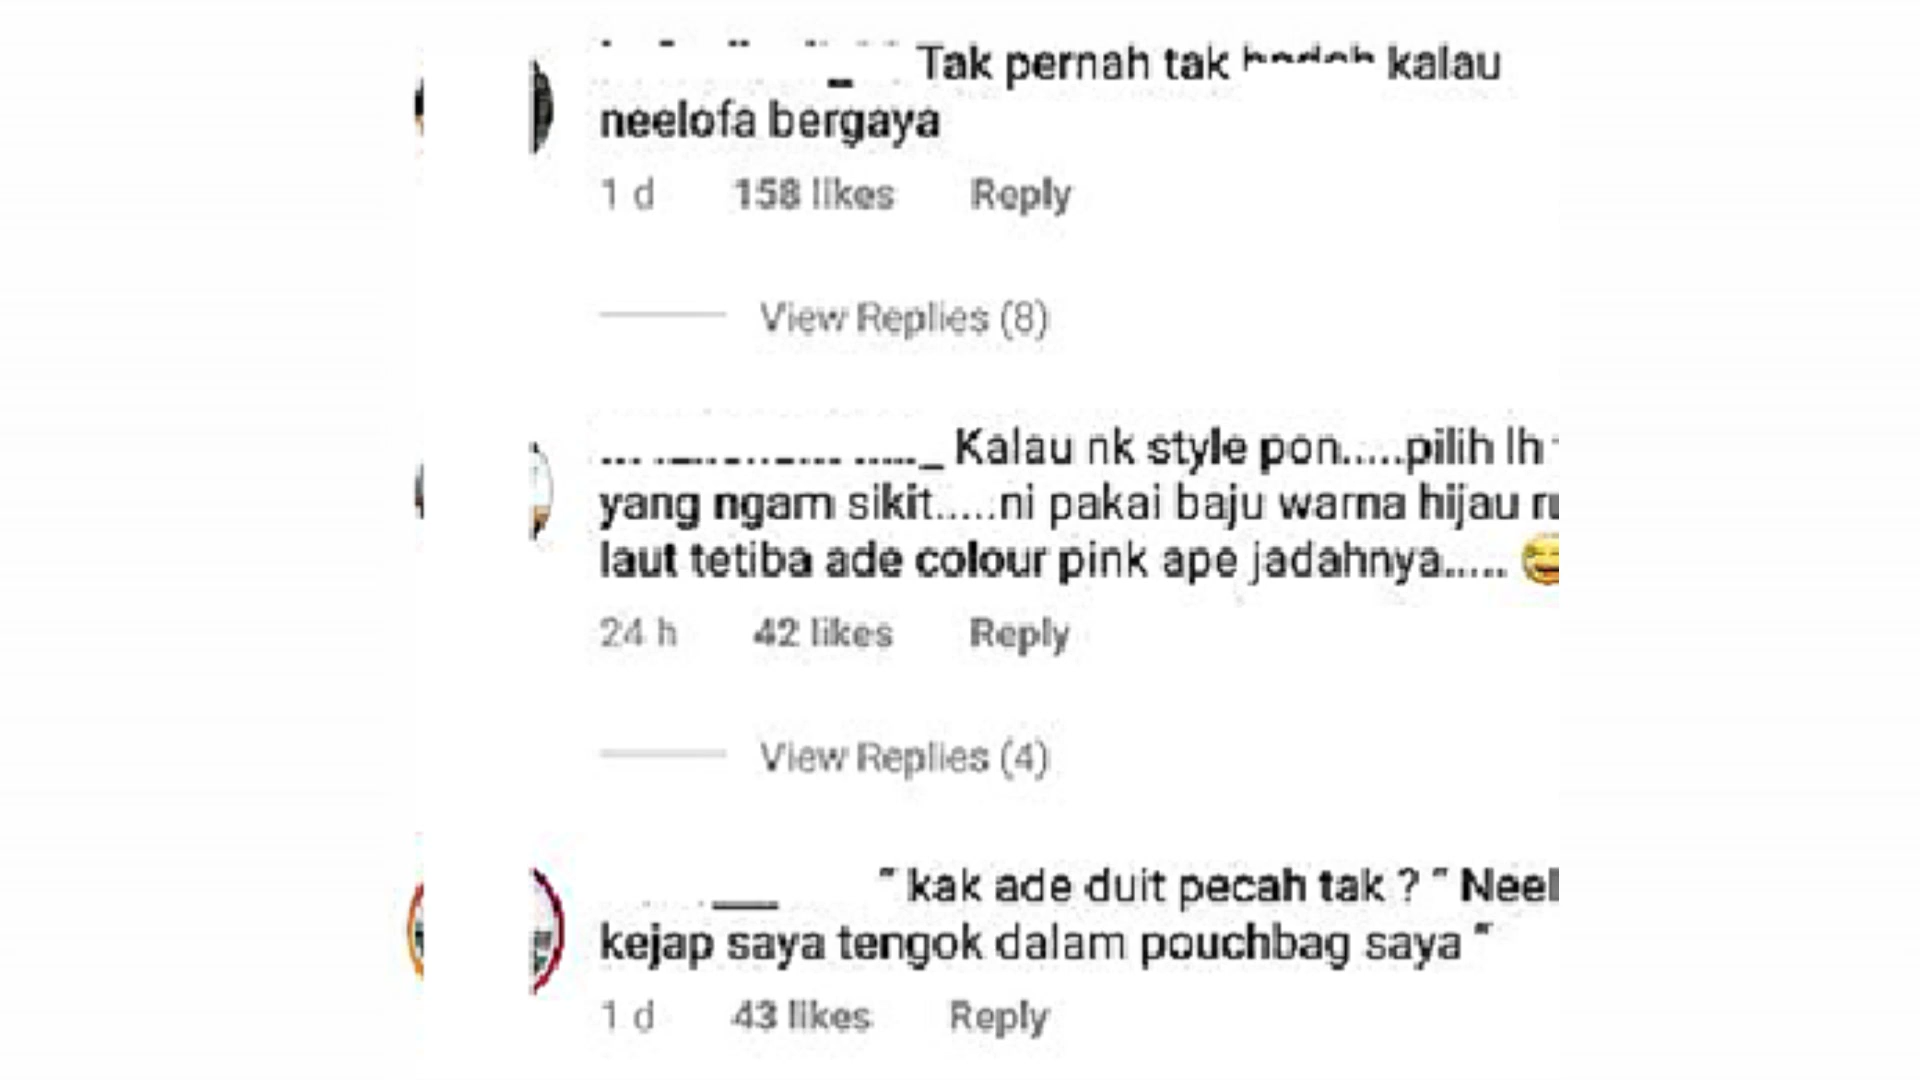 Tak pernah tak kalau
neelofa bergaya
1 d 158 likes Reply
View Replies (8)
Kalau nk style pon.....pilih lh
yang ngam sikit.....ni pakai baju warna hijau
laut tetiba ade colour pink ape jadahnya.....
24 h 42 likes Reply
View Replies (4)
" kak ade duit pecah tak ? " Neel
kejap saya tengok dalam pouchbag saya "
1 d 43 likes Reply